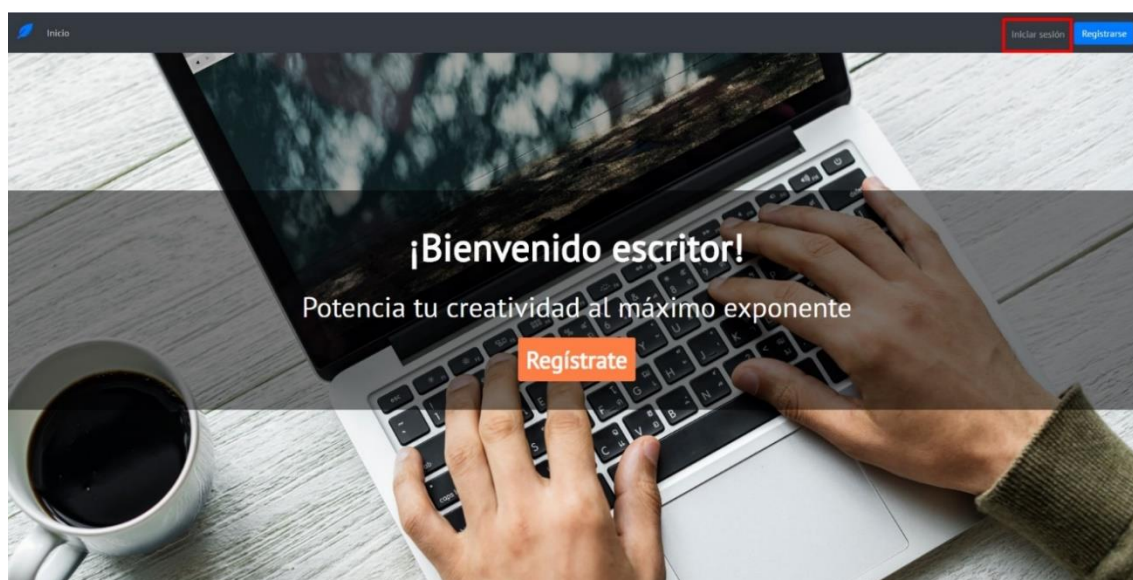 Inicio
Iniciar sesión
Registrarse
¡Bienvenido escritor!
Potencia tu creatividad al máximo exponente
Regístrate